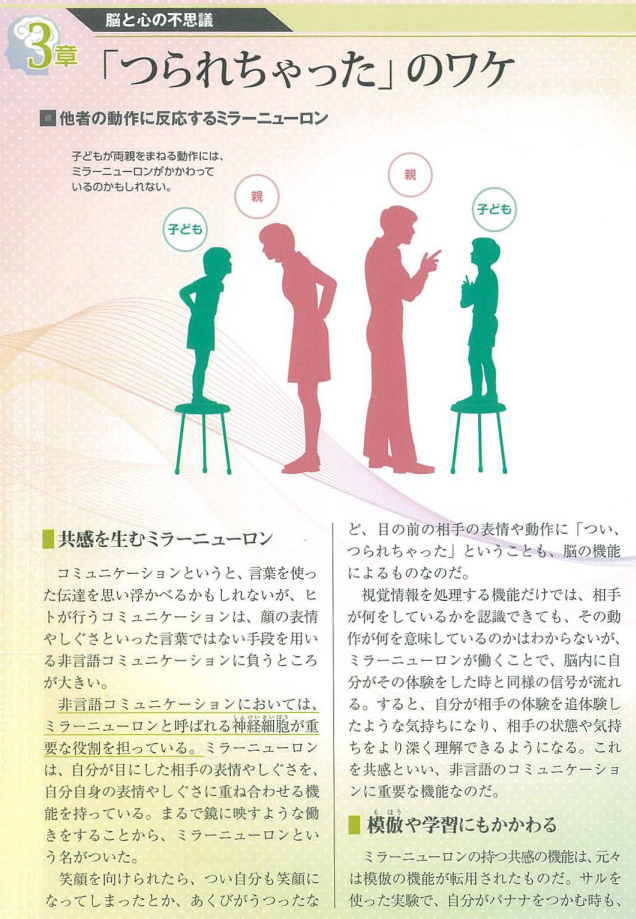 脳と心の不思議
3章
「つられちゃった」のワケ
■他者の動作に反応するミラーニューロン
子どもが両親をまねる動作には、
ミラーニューロンがかかわって
いるのかもしれない。
子ども
親
親
子ども
共感を生むミラーニューロン
コミュニケーションというと、言葉を使っ
た伝達を思い浮かべるかもしれないが、ヒ
トが行うコミュニケーションは、顔の表情
やしぐさといった言葉ではない手段を用い
る非言語コミュニケーションに負うところ
が大きい。
非言語コミュニケーションにおいては、
ミラーニューロンと呼ばれる神経細胞が重
しんけいさいぼう
要な役割を担っている。ミラーニューロン
は、自分が目にした相手の表情やしぐさを、
自分自身の表情やしぐさに重ね合わせる機
能を持っている。まるで鏡に映すような働
きをすることから、ミラーニューロンとい
う名がついた。
笑顔を向けられたら、つい自分も笑顔に
なってしまったとか、あくびがうつったな
ど、目の前の相手の表情や動作に「つい、
つられちゃった」ということも、脳の機能
によるものなのだ。
視覚情報を処理する機能だけでは、相手
が何をしているかを認識できても、その動
作が何を意味しているのかはわからないが、
ミラーニューロンが働くことで、脳内に自
分がその体験をした時と同様の信号が流れ
る。すると、自分が相手の体験を追体験し
たような気持ちになり、相手の状態や気持
ちをより深く理解できるようになる。これ
を共感といい、非言語のコミュニケーショ
ンに重要な機能なのだ。
もほう
模倣や学習にもかかわる
ミラーニューロンの持つ共感の機能は、元々
は模倣の機能が転用されたものだ。サルを
使った実験で、自分がバナナをつかむ時も、